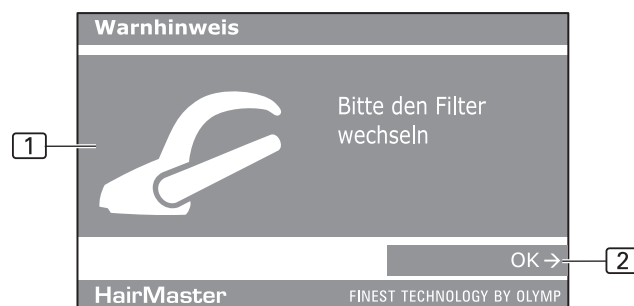 Warnhinweis
Bitte den Filter
wechseln
1
OK →
2
HairMaster FINEST TECHNOLOGY BY OLYMP